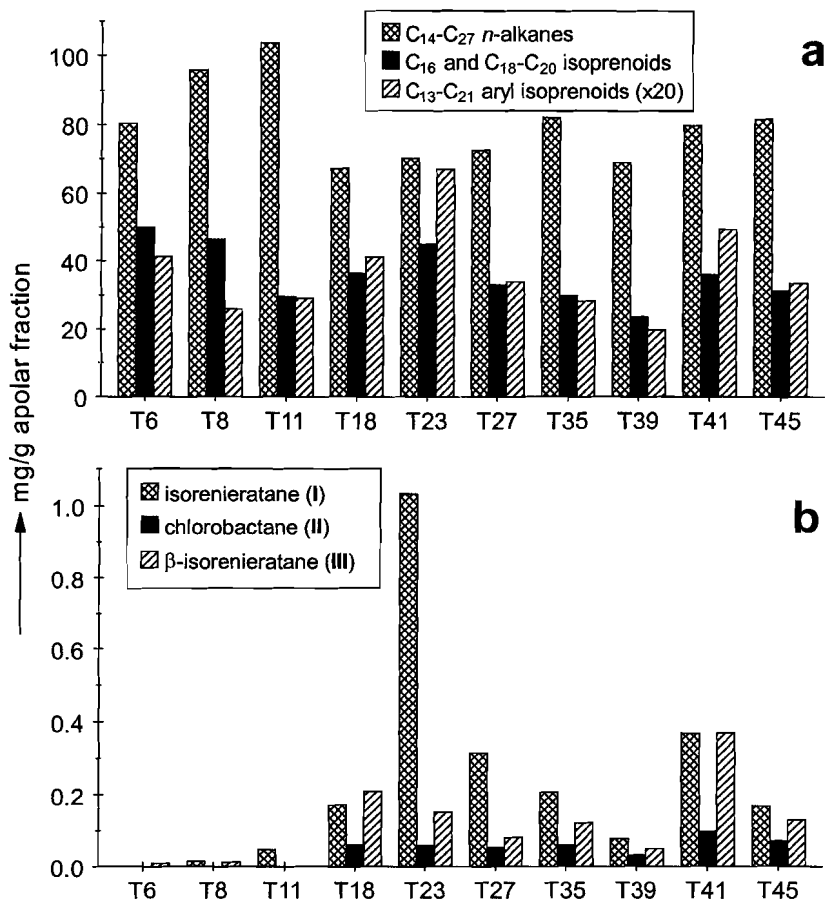 a
C₁₄-C₂₇ n-alkanes
C₁₆ and C₁₈-C₂₀ isoprenoids
C₁₃-C₂₁ aryl isoprenoids (x20)
100
80
60
40
20
0
T6 T8 T11 T18 T23 T27 T35 T39 T41 T45
mg/g apolar fraction
b
isorenieratane (I)
chlorobactane (II)
β-isorenieratane (III)
1.0
0.8
0.6
0.4
0.2
0.0
T6 T8 T11 T18 T23 T27 T35 T39 T41 T45